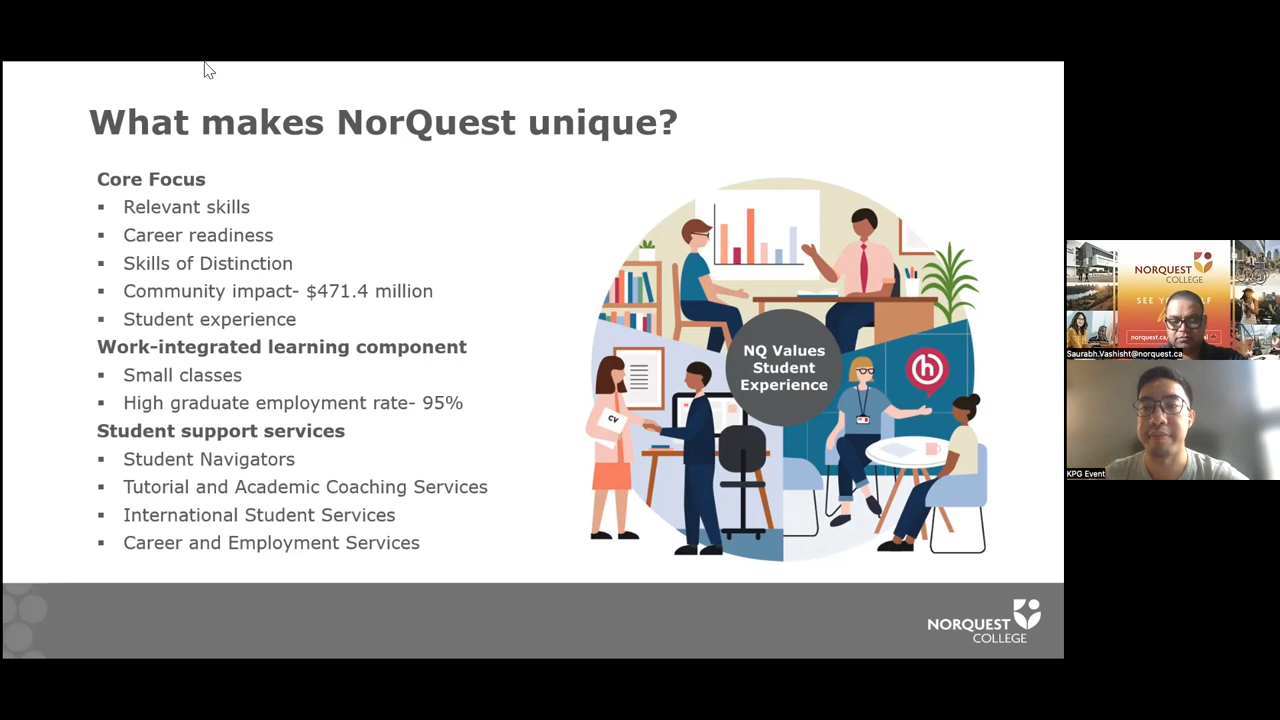 What makes NorQuest unique?
Core Focus
▪ Relevant skills
▪ Career readiness
▪ Skills of Distinction
▪ Community impact- $471.4 million
▪ Student experience
Work-integrated learning component
▪ Small classes
▪ High graduate employment rate- 95%
Student support services
▪ Student Navigators
▪ Tutorial and Academic Coaching Services
▪ International Student Services
▪ Career and Employment Services
NQ Values
Student
Experience
CV
h
NORQUEST
COLLEGE
NORQUEST
COLLEGE
SEE
norquest.ca
Saurabh.Vashisht@norquest.ca
KPG Event